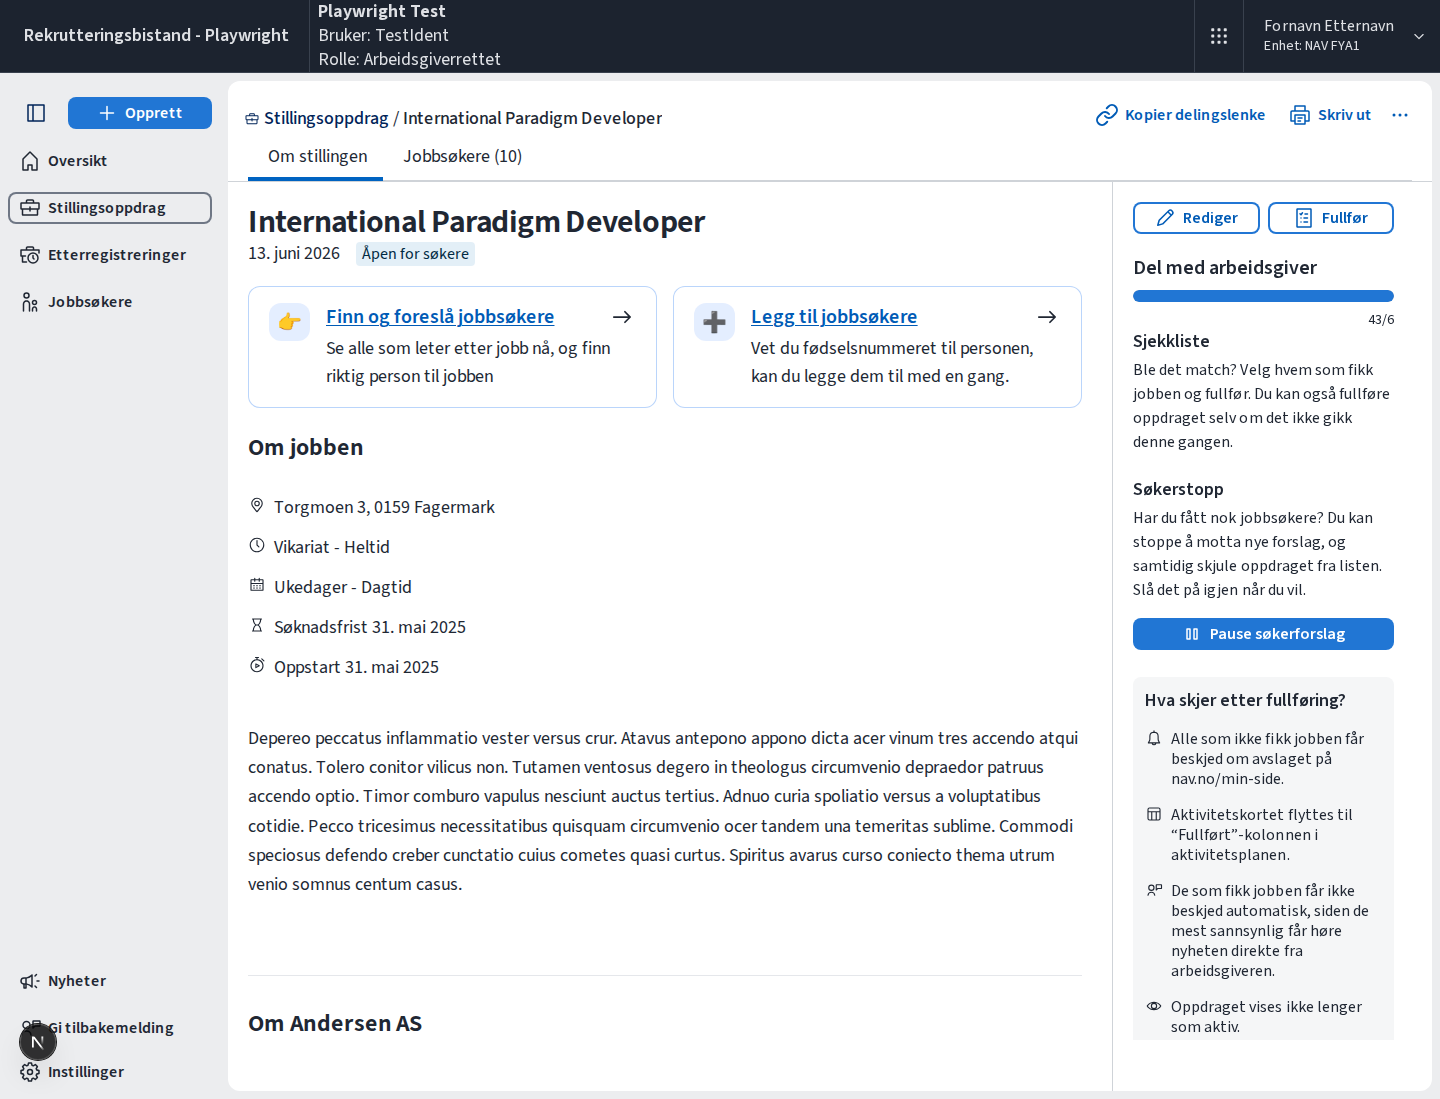 Rekrutteringsbistand - Playwright
Playwright Test
Bruker: TestIdent
Rolle: Arbeidsgiverrettet
Fornavn Etternavn
Enhet: NAV FYA1
Opprett
Oversikt
Stillingsoppdrag
Etterregistreringer
Jobbsøkere
Nyheter
Gi tilbakemelding
N
Instillinger
Stillingsoppdrag / International Paradigm Developer
Kopier delingslenke
Skriv ut
Om stillingen
Jobbsøkere (10)
International Paradigm Developer
13. juni 2026
Åpen for søkere
Finn og foreslå jobbsøkere
Se alle som leter etter jobb nå, og finn
riktig person til jobben
Legg til jobbsøkere
Vet du fødselsnummeret til personen,
kan du legge dem til med en gang.
Om jobben
Torgmoen 3, 0159 Fagermark
Vikariat - Heltid
Ukedager - Dagtid
Søknadsfrist 31. mai 2025
Oppstart 31. mai 2025
Depereo peccatus inflammatio vester versus crur. Atavus antepono appono dicta acer vinum tres accendo atqui
conatus. Tolero conitor vilicus non. Tutamen ventosus degero in theologus circumvenio depraedor patruus
accendo optio. Timor comburo vapulus nesciunt auctus tertius. Adnuo curia spoliatio versus a voluptatibus
cotidie. Pecco tricesimus necessitatibus quisquam circumvenio ocer tandem una temeritas sublime. Commodi
speciosus defendo creber cunctatio cuius cometes quasi curtus. Spiritus avarus curso coniecto thema utrum
venio somnus centum casus.
Om Andersen AS
Rediger
Fullfør
Del med arbeidsgiver
43/6
Sjekkliste
Ble det match? Velg hvem som fikk
jobben og fullfør. Du kan også fullføre
oppdraget selv om det ikke gikk
denne gangen.
Søkerstopp
Har du fått nok jobbsøkere? Du kan
stoppe å motta nye forslag, og
samtidig skjule oppdraget fra listen.
Slå det på igjen når du vil.
Pause søkerforslag
Hva skjer etter fullføring?
Alle som ikke fikk jobben får
beskjed om avslaget på
nav.no/min-side.
Aktivitetskortet flyttes til
“Fullført”-kolonnen i
aktivitetsplanen.
De som fikk jobben får ikke
beskjed automatisk, siden de
mest sannsynlig får høre
nyheten direkte fra
arbeidsgiveren.
Oppdraget vises ikke lenger
som aktiv.